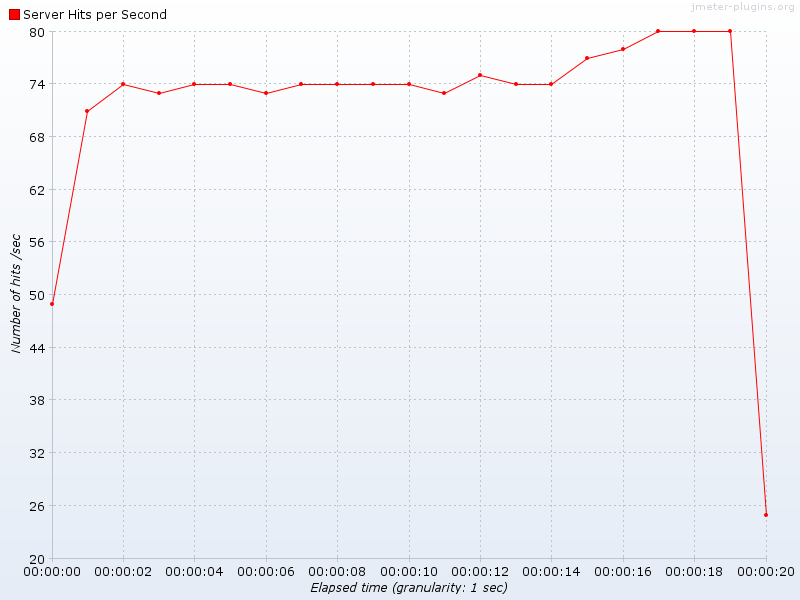 jmeter-plugins.org
Server Hits per Second
80
74
68
62
56
50
44
38
32
26
20
Number of hits /sec
00:00:00 00:00:02 00:00:04 00:00:06 00:00:08 00:00:10 00:00:12 00:00:14 00:00:16 00:00:18 00:00:20
Elapsed time (granularity: 1 sec)